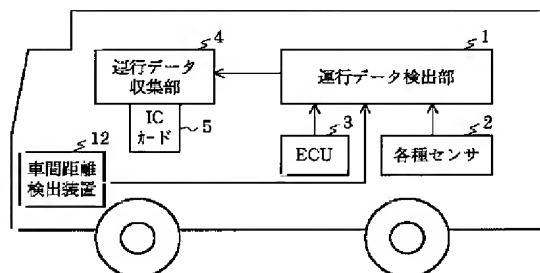 4
運行データ
収集部
1
運行データ検出部
IC
カード
5
3
ECU
2
各種センサ
12
車間距離
検出装置